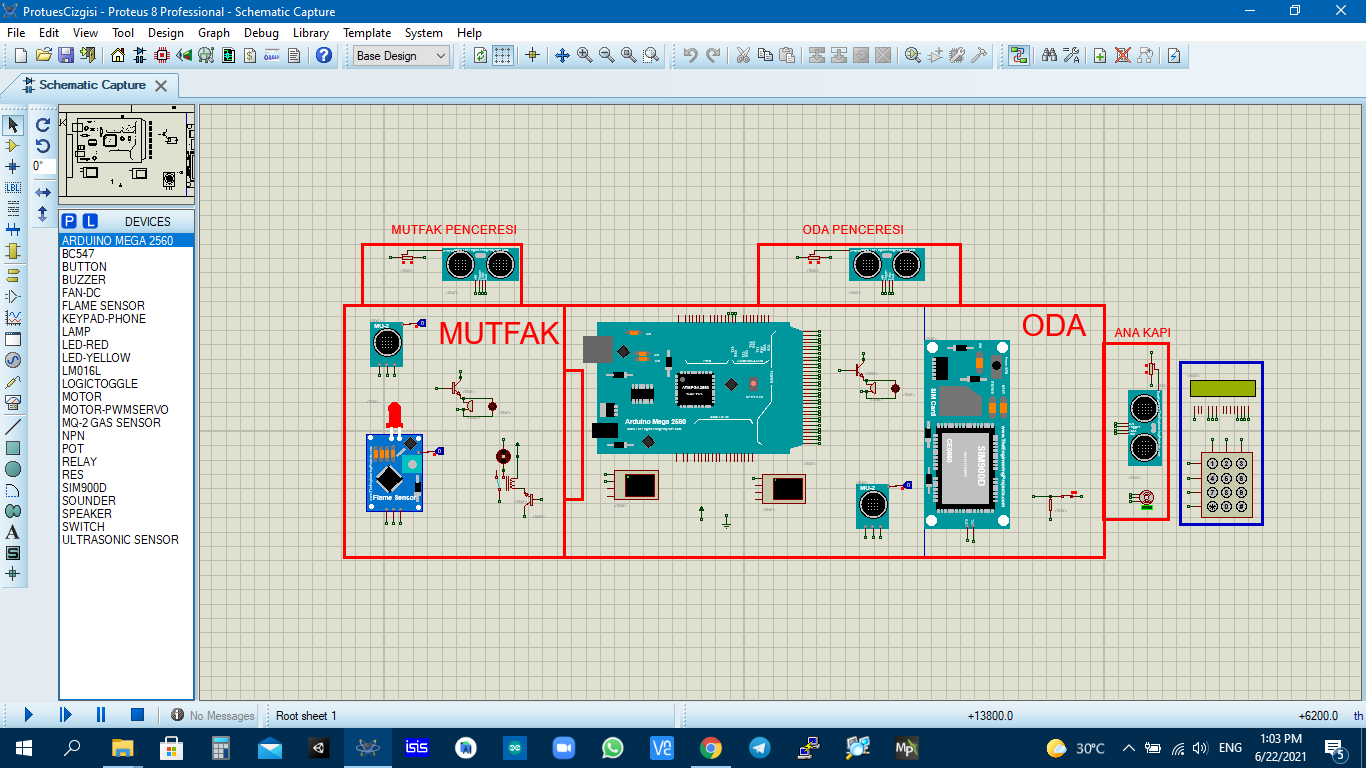 ProtuesCizgisi - Proteus 8 Professional - Schematic Capture
File Edit View Tool Design Graph Debug Library Template System Help
Base Design
Schematic Capture
0°
LBL
A
S
P L DEVICES
ARDUINO MEGA 2560
BC547
BUTTON
BUZZER
FAN-DC
FLAME SENSOR
KEYPAD-PHONE
LAMP
LED-RED
LED-YELLOW
LM016L
LOGICTOGGLE
MOTOR
MOTOR-PWMSERVO
MQ-2 GAS SENSOR
NPN
POT
RELAY
RES
SIM900D
SOUNDER
SPEAKER
SWITCH
ULTRASONIC SENSOR
MUTFAK PENCERESI
ODA PENCERESI
MUTFAK
ODA
ANA KAPI
MQ-2
Arduino Mega 2560
SIM Card
SIM900D
Flame Sensor
MQ-2
1 2 3
4 5 6
7 8 9
* 0 #
No Messages
Root sheet 1
+13800.0
+6200.0 th
isis
30°C
ENG
1:03 PM
6/22/2021
5